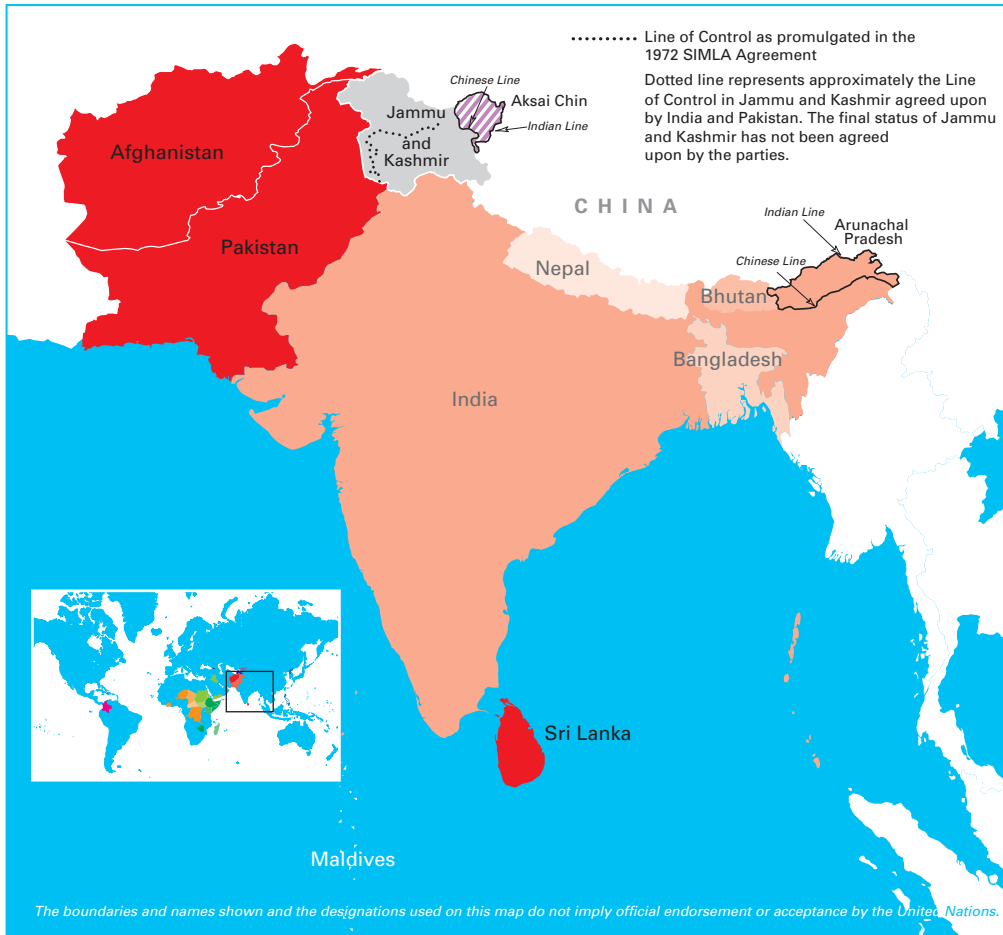 Line of Control as promulgated in the
1972 SIMLA Agreement
Dotted line represents approximately the Line
of Control in Jammu and Kashmir agreed upon
by India and Pakistan. The final status of Jammu
and Kashmir has not been agreed
upon by the parties.
Chinese Line
Aksai Chin
Indian Line
Jammu
and
Kashmir
Afghanistan
CHINA
Indian Line
Arunachal
Pradesh
Chinese Line
Pakistan
Nepal
Bhutan
Bangladesh
India
Sri Lanka
Maldives
The boundaries and names shown and the designations used on this map do not imply official endorsement or acceptance by the United Nations.